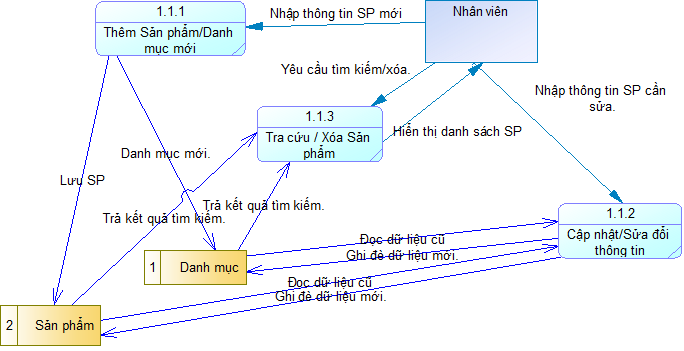 1.1.1
Thêm Sản phẩm/Danh
mục mới
Nhập thông tin SP mới
Nhân viên
Yêu cầu tìm kiếm/xóa.
Nhập thông tin SP cần
sửa.
1.1.3
Tra cứu / Xóa Sản
phẩm
Hiển thị danh sách SP
Danh mục mới.
Lưu SP
Trả kết quả tìm kiếm.
Trả kết quả tìm kiếm.
1.1.2
Cập nhật/Sửa đổi
thông tin
Đọc dữ liệu cũ
Ghi đè dữ liệu mới.
1
Danh mục
Đọc dữ liệu cũ
Ghi đè dữ liệu mới.
2
Sản phẩm